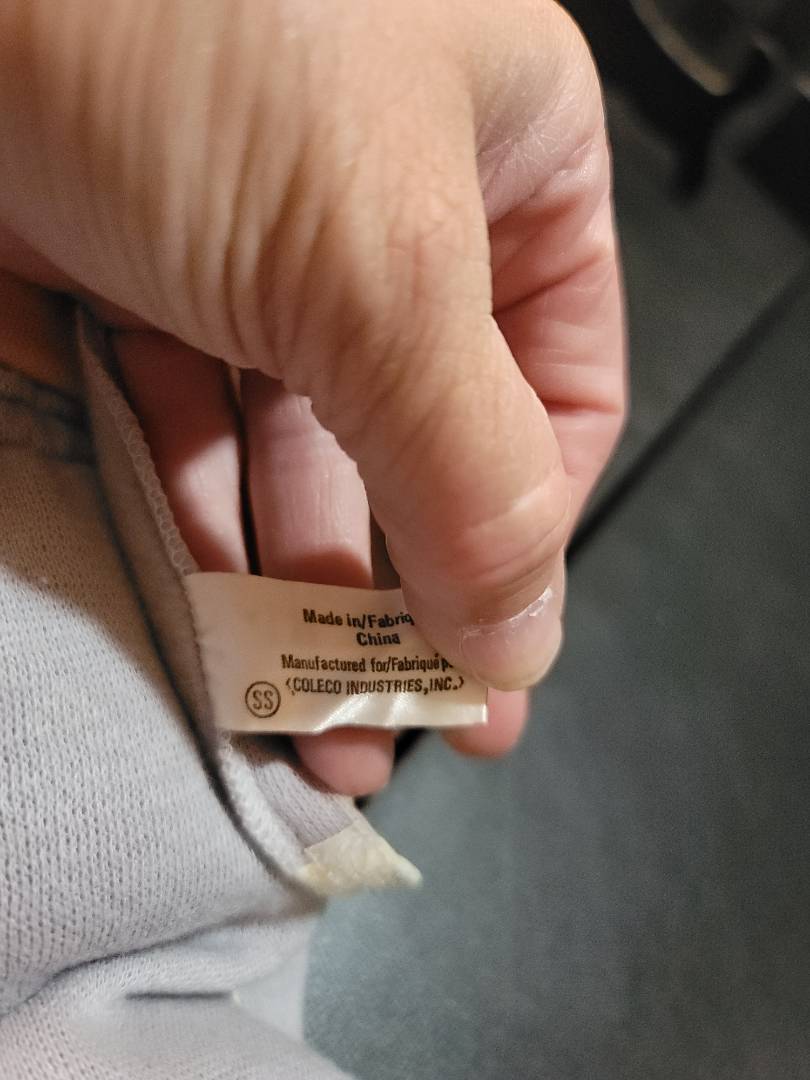 Made in/Fabriq
China
Manufactured for/Fabriqué p
SS (COLECO INDUSTRIES,INC.)